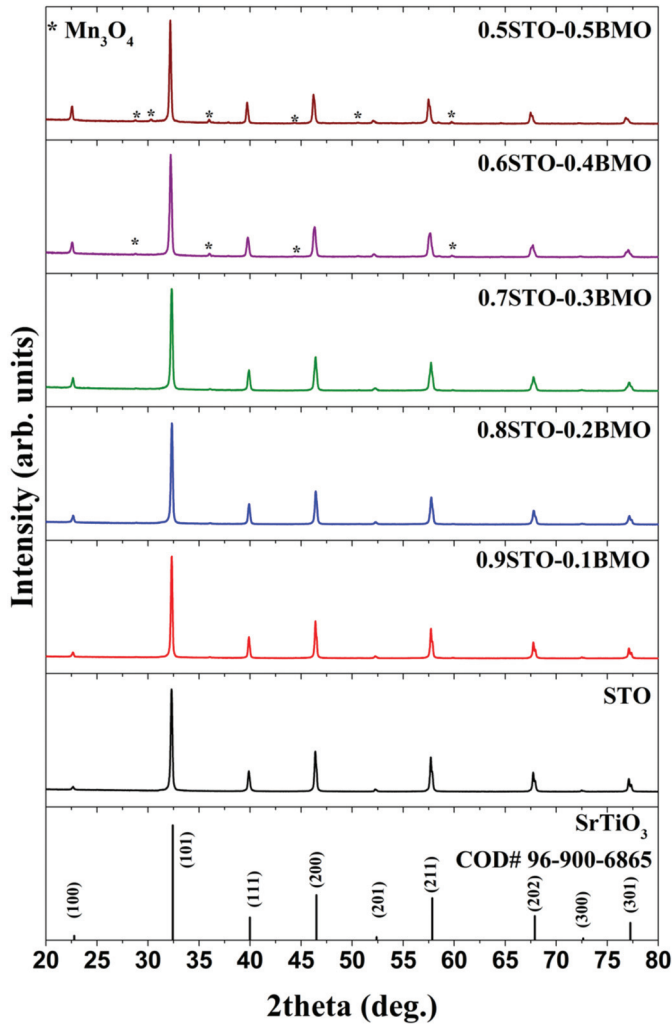 * Mn₃O₄
0.5STO-0.5BMO
* * * * * *
0.6STO-0.4BMO
* * * *
0.7STO-0.3BMO
0.8STO-0.2BMO
0.9STO-0.1BMO
STO
SrTiO₃
COD# 96-900-6865
(100) (101) (111) (200) (201) (211) (202) (300) (301)
20 25 30 35 40 45 50 55 60 65 70 75 80
2theta (deg.)
Intensity (arb. units)